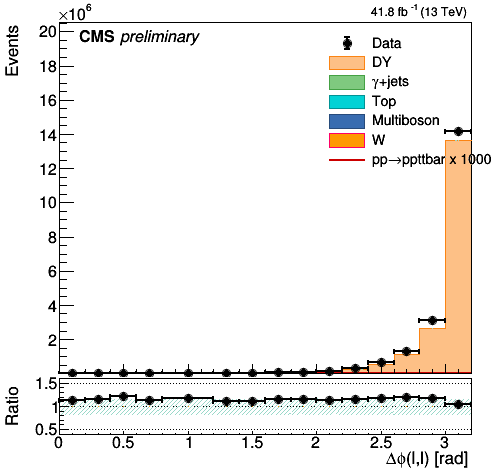 ×10⁶
41.8 fb⁻¹ (13 TeV)
CMS preliminary
Events
20
18
16
14
12
10
8
6
4
2
Data
DY
γ+jets
Top
Multiboson
W
pp→ppttbar x 1000
Ratio
1.5
1
0.5
0 0.5 1 1.5 2 2.5 3
Δϕ(l,l) [rad]